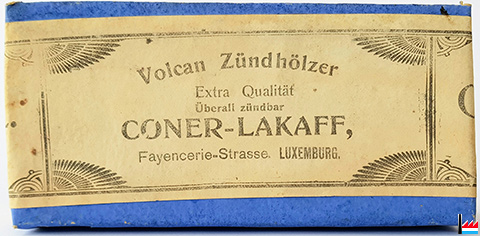 Volcan Zündhölzer
Extra Qualität
Überall zündbar
CONER-LAKAFF,
Fayencerie-Strasse. LUXEMBURG.